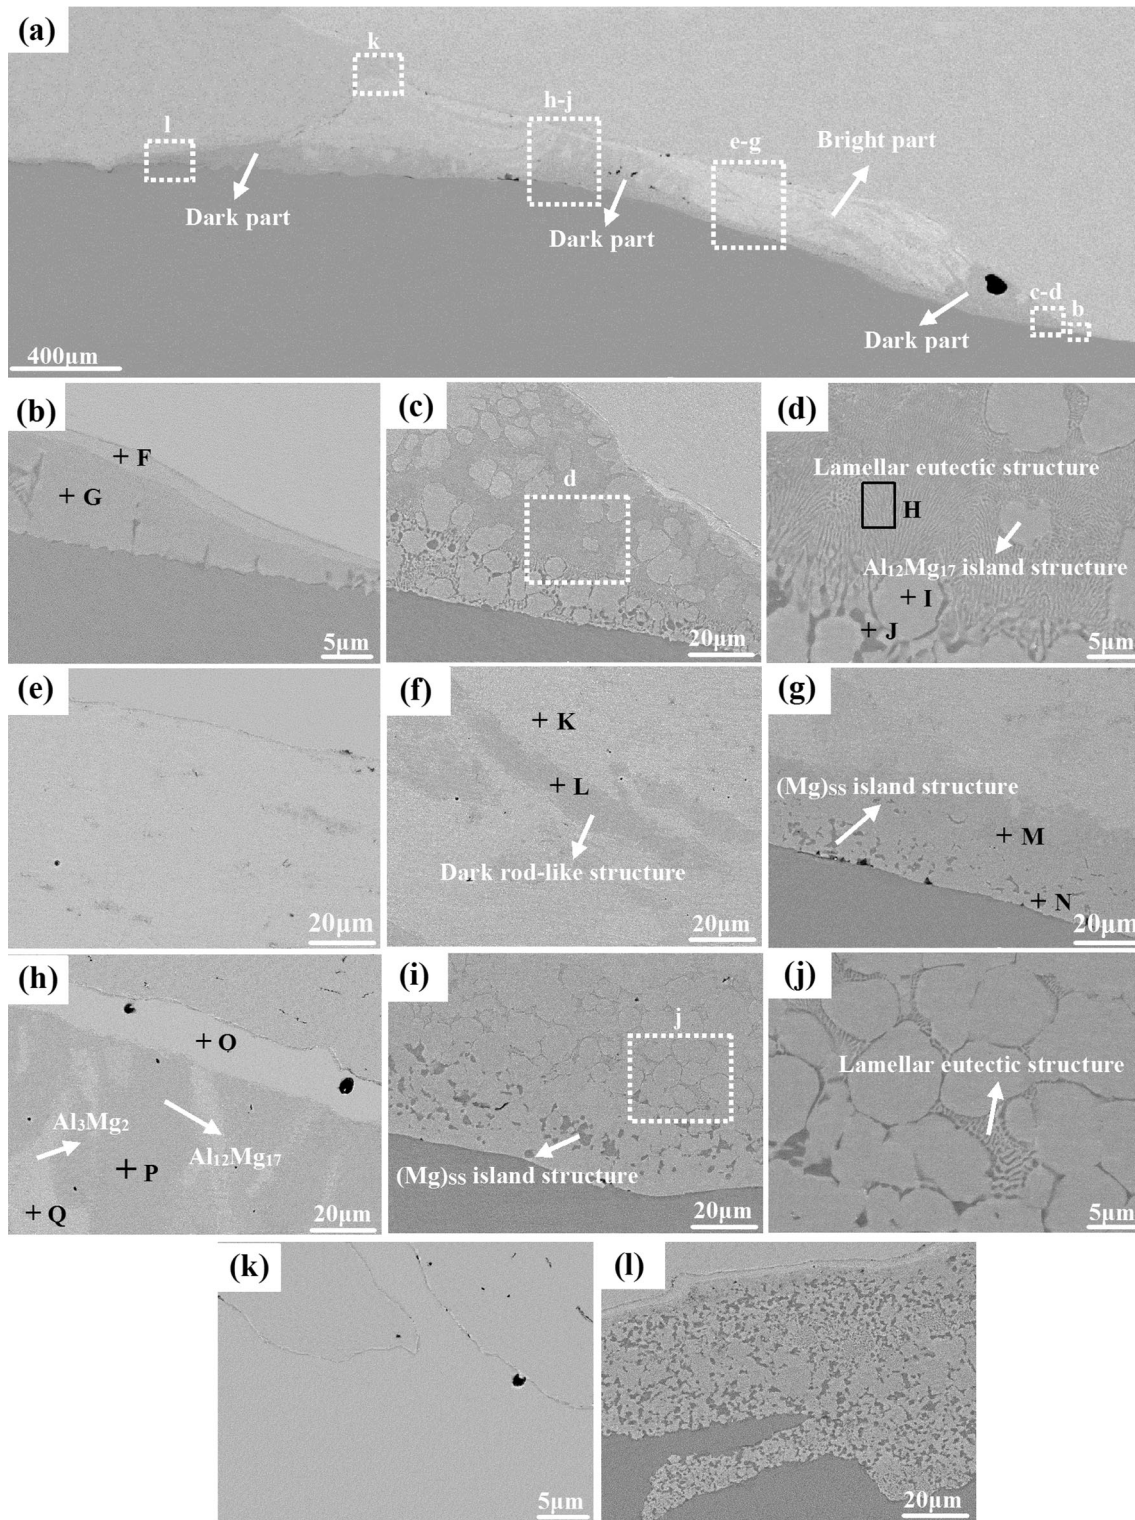 (a)
k
l
h-j
e-g
Bright part
Dark part
Dark part
c-d
b
Dark part
400μm
(b)
+ F
+ G
5μm
(c)
d
20μm
(d)
Lamellar eutectic structure
H
Al₁₂Mg₁₇ island structure
+ I
+ J
5μm
(e)
20μm
(f)
+ K
+ L
Dark rod-like structure
20μm
(g)
(Mg)ss island structure
+ M
+ N
20μm
(h)
+ O
Al₃Mg₂
Al₁₂Mg₁₇
+ P
+ Q
20μm
(i)
j
(Mg)ss island structure
20μm
(j)
Lamellar eutectic structure
5μm
(k)
5μm
(l)
20μm